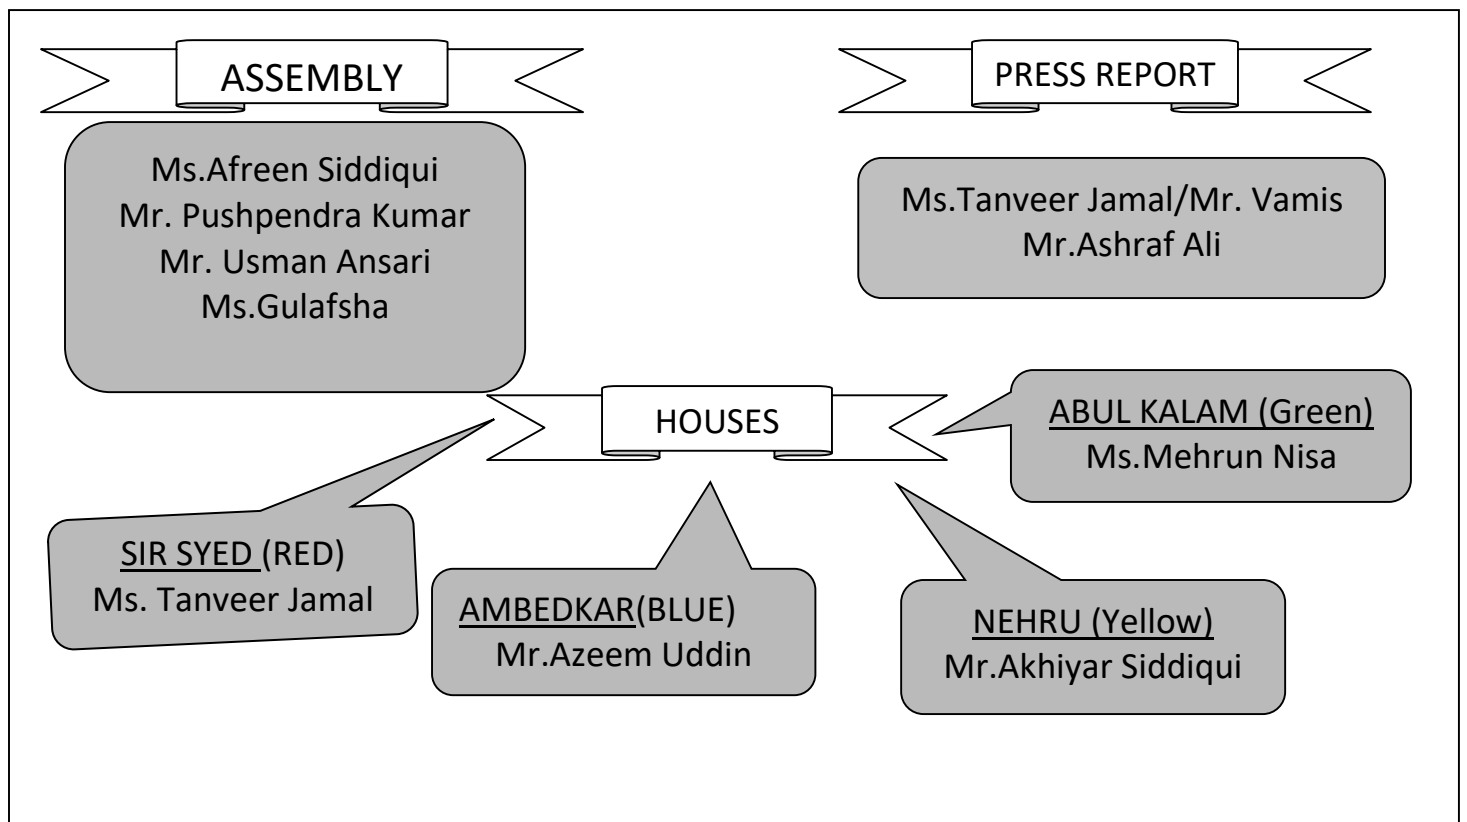 ASSEMBLY
Ms.Afreen Siddiqui
Mr. Pushpendra Kumar
Mr. Usman Ansari
Ms.Gulafsha
PRESS REPORT
Ms.Tanveer Jamal/Mr. Vamis
Mr.Ashraf Ali
HOUSES
ABUL KALAM (Green)
Ms.Mehrun Nisa
SIR SYED (RED)
Ms. Tanveer Jamal
AMBEDKAR(BLUE)
Mr.Azeem Uddin
NEHRU (Yellow)
Mr.Akhiyar Siddiqui